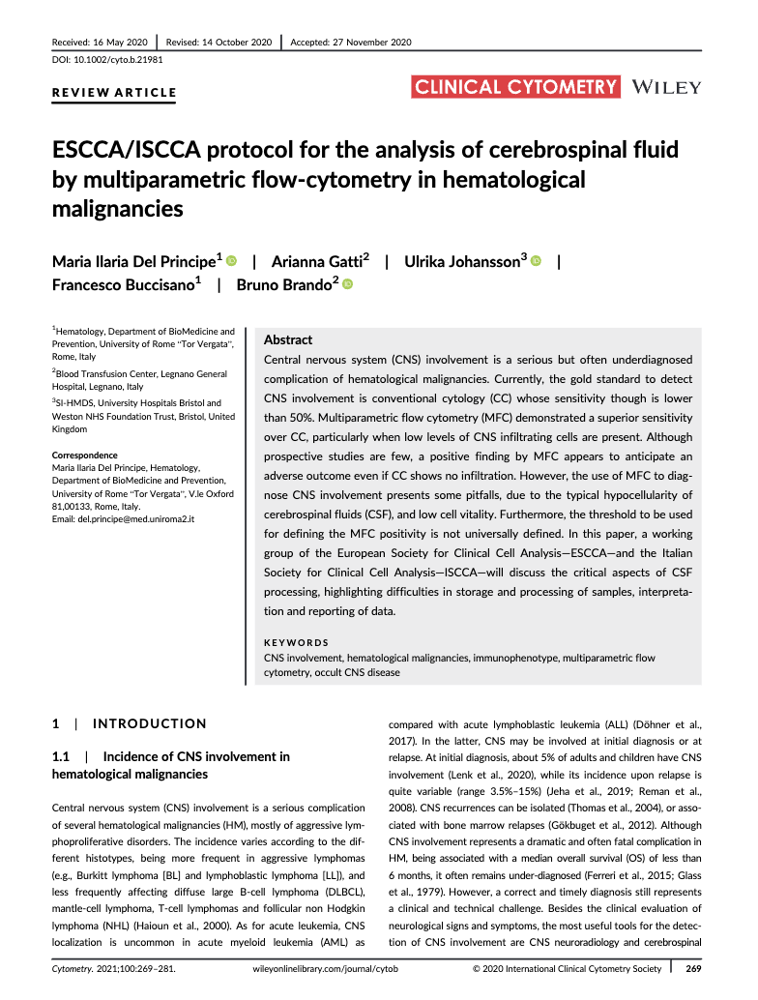 Received: 16 May 2020 | Revised: 14 October 2020 | Accepted: 27 November 2020
DOI: 10.1002/cyto.b.21981
REVIEW ARTICLE
CLINICAL CYTOMETRY WILEY
ESCCA/ISCCA protocol for the analysis of cerebrospinal fluid
by multiparametric flow-cytometry in hematological
malignancies
Maria Ilaria Del Principe1 iD | Arianna Gatti2 | Ulrika Johansson3 iD |
Francesco Buccisano1 | Bruno Brando2 iD
1Hematology, Department of BioMedicine and
Prevention, University of Rome “Tor Vergata”,
Rome, Italy
2Blood Transfusion Center, Legnano General
Hospital, Legnano, Italy
3SI-HMDS, University Hospitals Bristol and
Weston NHS Foundation Trust, Bristol, United
Kingdom
Correspondence
Maria Ilaria Del Principe, Hematology,
Department of BioMedicine and Prevention,
University of Rome “Tor Vergata”, V.le Oxford
81,00133, Rome, Italy.
Email: del.principe@med.uniroma2.it
Abstract
Central nervous system (CNS) involvement is a serious but often underdiagnosed
complication of hematological malignancies. Currently, the gold standard to detect
CNS involvement is conventional cytology (CC) whose sensitivity though is lower
than 50%. Multiparametric flow cytometry (MFC) demonstrated a superior sensitivity
over CC, particularly when low levels of CNS infiltrating cells are present. Although
prospective studies are few, a positive finding by MFC appears to anticipate an
adverse outcome even if CC shows no infiltration. However, the use of MFC to diag-
nose CNS involvement presents some pitfalls, due to the typical hypocellularity of
cerebrospinal fluids (CSF), and low cell vitality. Furthermore, the threshold to be used
for defining the MFC positivity is not universally defined. In this paper, a working
group of the European Society for Clinical Cell Analysis—ESCCA—and the Italian
Society for Clinical Cell Analysis—ISCCA—will discuss the critical aspects of CSF
processing, highlighting difficulties in storage and processing of samples, interpreta-
tion and reporting of data.
KEYWORDS
CNS involvement, hematological malignancies, immunophenotype, multiparametric flow
cytometry, occult CNS disease
1 | INTRODUCTION
1.1 | Incidence of CNS involvement in
hematological malignancies
Central nervous system (CNS) involvement is a serious complication
of several hematological malignancies (HM), mostly of aggressive lym-
phoproliferative disorders. The incidence varies according to the dif-
ferent histotypes, being more frequent in aggressive lymphomas
(e.g., Burkitt lymphoma [BL] and lymphoblastic lymphoma [LL]), and
less frequently affecting diffuse large B-cell lymphoma (DLBCL),
mantle-cell lymphoma, T-cell lymphomas and follicular non Hodgkin
lymphoma (NHL) (Haioun et al., 2000). As for acute leukemia, CNS
localization is uncommon in acute myeloid leukemia (AML) as
compared with acute lymphoblastic leukemia (ALL) (Döhner et al.,
2017). In the latter, CNS may be involved at initial diagnosis or at
relapse. At initial diagnosis, about 5% of adults and children have CNS
involvement (Lenk et al., 2020), while its incidence upon relapse is
quite variable (range 3.5%–15%) (Jeha et al., 2019; Reman et al.,
2008). CNS recurrences can be isolated (Thomas et al., 2004), or asso-
ciated with bone marrow relapses (Gökbuget et al., 2012). Although
CNS involvement represents a dramatic and often fatal complication in
HM, being associated with a median overall survival (OS) of less than
6 months, it often remains under-diagnosed (Ferreri et al., 2015; Glass
et al., 1979). However, a correct and timely diagnosis still represents
a clinical and technical challenge. Besides the clinical evaluation of
neurological signs and symptoms, the most useful tools for the detec-
tion of CNS involvement are CNS neuroradiology and cerebrospinal
Cytometry. 2021;100:269–281. wileyonlinelibrary.com/journal/cytob © 2020 International Clinical Cytometry Society | 269